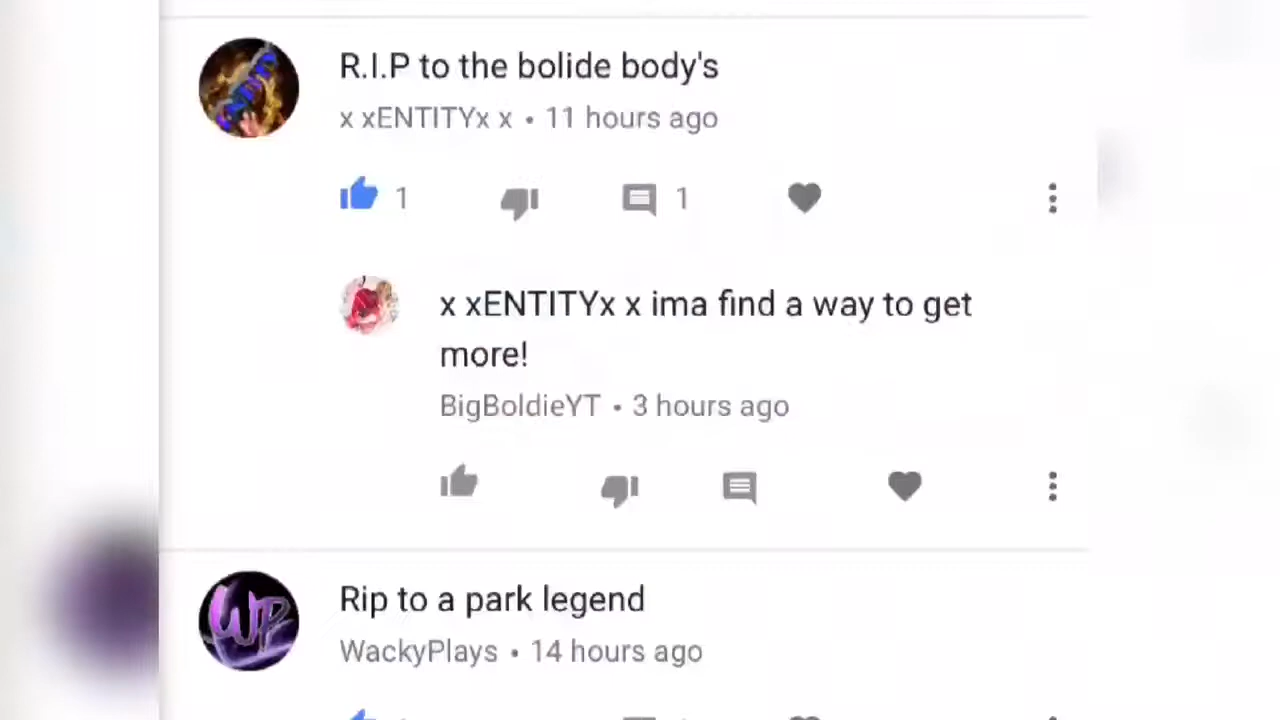 R.I.P to the bolide body's
x xENTITYx x • 11 hours ago
1 1
x xENTITYx x ima find a way to get
more!
BigBoldieYT • 3 hours ago
WP
Rip to a park legend
WackyPlays • 14 hours ago